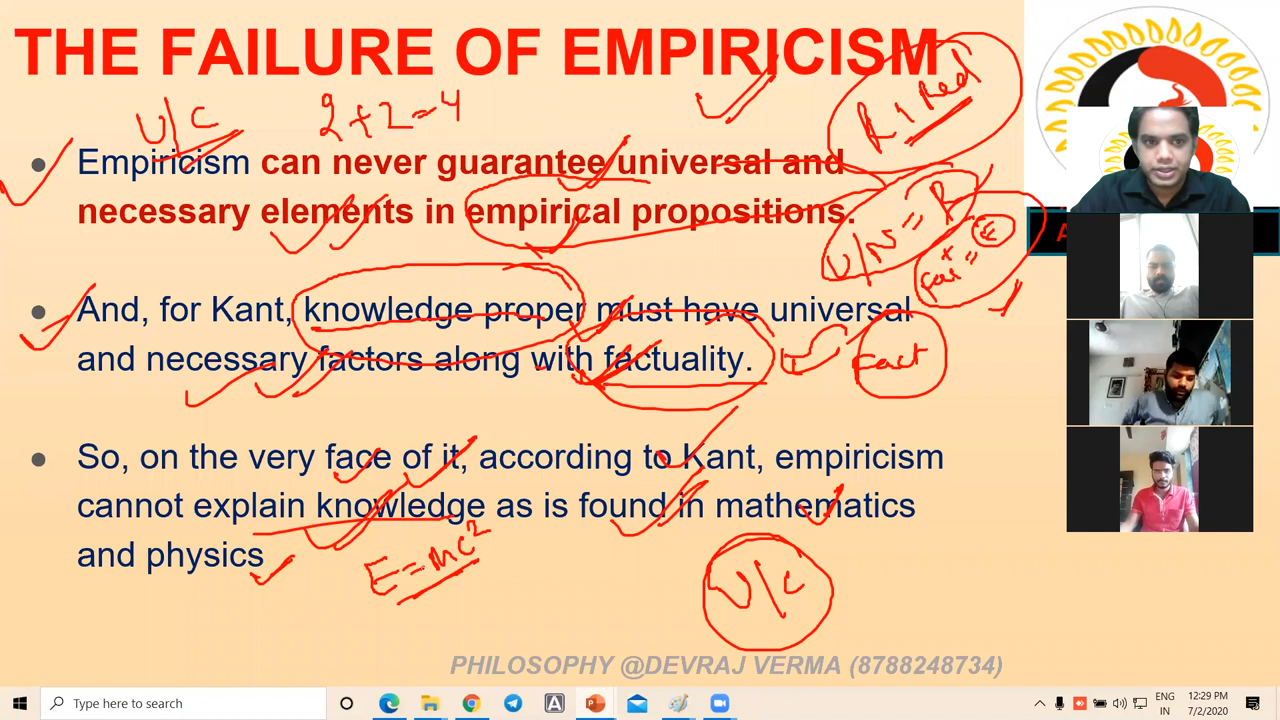 THE FAILURE OF EMPIRICISM
U/C 2+2=4
Empiricism can never guarantee universal and
necessary elements in empirical propositions.
U/N = R
Fact =
And, for Kant, knowledge proper must have universal
and necessary factors along with factuality.
Fact
So, on the very face of it, according to Kant, empiricism
cannot explain knowledge as is found in mathematics
and physics
E=mc²
U/C
PHILOSOPHY @DEVRAJ VERMA (8788248734)
Type here to search
ENG
IN
12:29 PM
7/2/2020